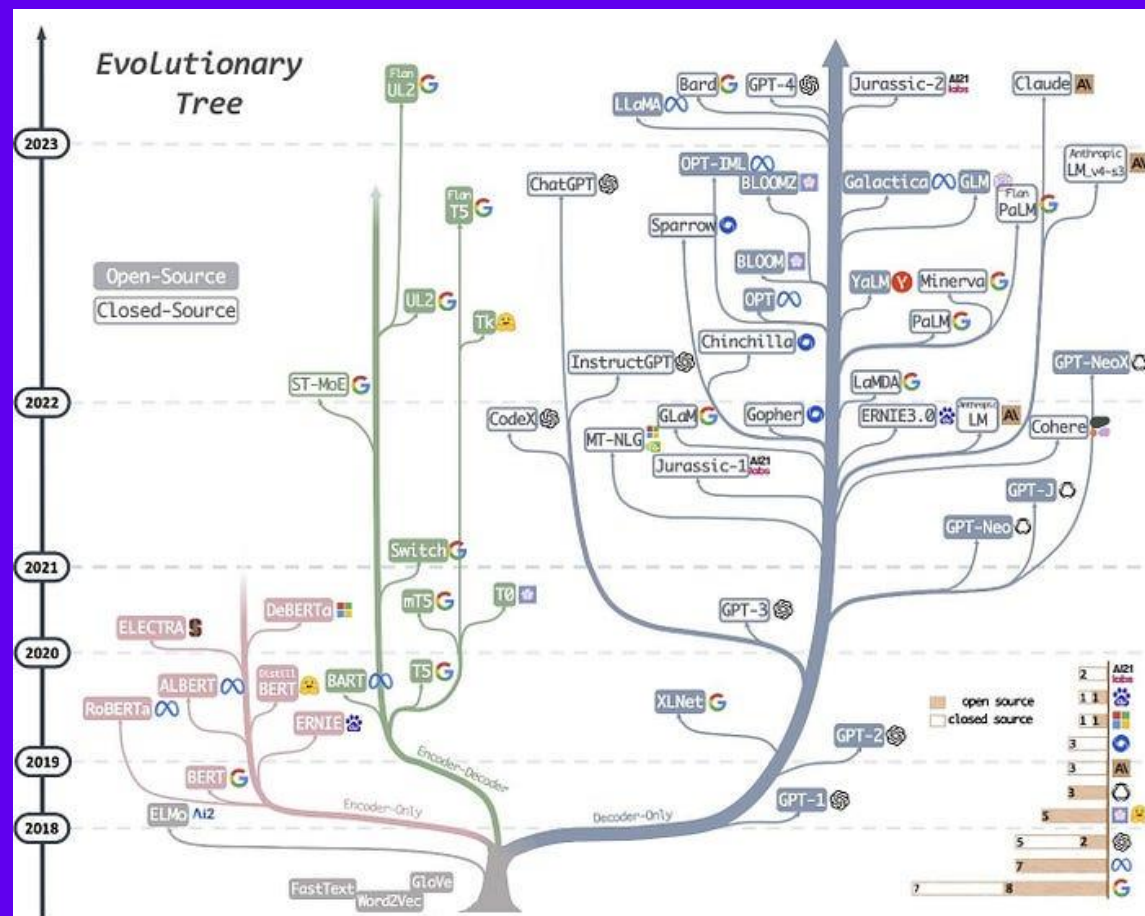 Evolutionary
Tree
2023
2022
2021
2020
2019
2018
Open-Source
Closed-Source
Flan
UL2
Flan
T5
UL2
Tk
ST-MoE
Switch
mT5
T0
T5
BART
DeBERTa
ELECTRA
ALBERT
Distill
BERT
RoBERTa
ERNIE
BERT
ELMo
AI2
FastText
Word2Vec
GloVe
Encoder-Only
Encoder-Decoder
Decoder-Only
LLaMA
Bard
GPT-4
Jurassic-2
AI21
labs
Claude
A\
Anthropic
LM_v4-s3
A\
ChatGPT
OPT-IML
BLOOMZ
Galactica
GLM
Flan
PaLM
Sparrow
BLOOM
OPT
YaLM
Minerva
PaLM
Chinchilla
InstructGPT
GPT-NeoX
LaMDA
CodeX
GLaM
Gopher
ERNIE3.0
Anthropic
LM
A\
Cohere
MT-NLG
Jurassic-1
AI21
labs
GPT-J
GPT-Neo
GPT-3
XLNet
GPT-2
GPT-1
open source
closed source
2
AI21
labs
1 1
1 1
3
3
A\
3
5
5 2
7
7 8